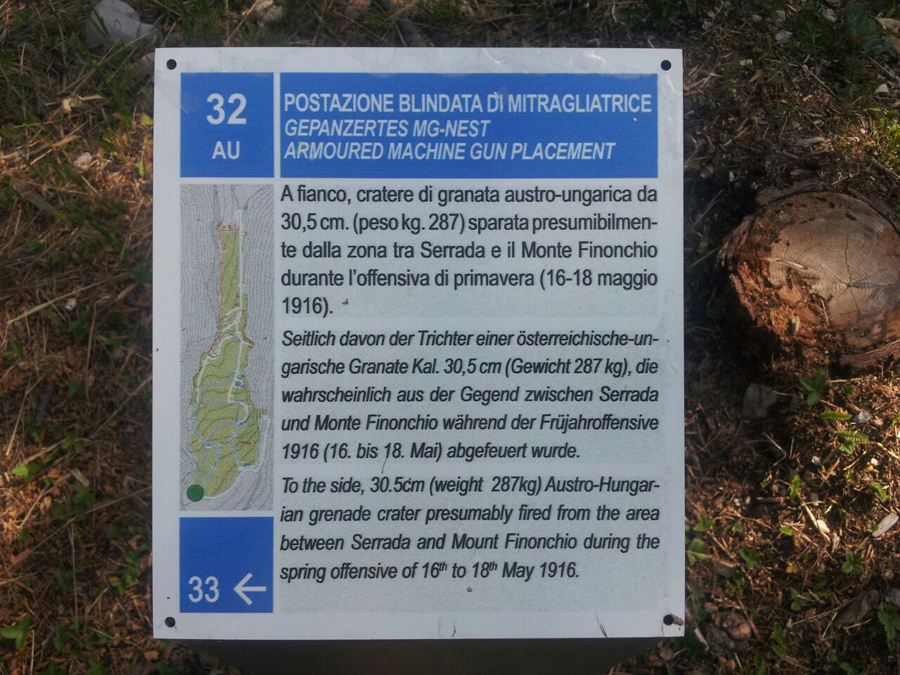 32
AU
POSTAZIONE BLINDATA DI MITRAGLIATRICE
GEPANZERTES MG-NEST
ARMOURED MACHINE GUN PLACEMENT
A fianco, cratere di granata austro-ungarica da
30,5 cm. (peso kg. 287) sparata presumibilmen-
te dalla zona tra Serrada e il Monte Finonchio
durante l'offensiva di primavera (16-18 maggio
1916).
Seitlich davon der Trichter einer österreichische-un-
garische Granate Kal. 30,5 cm (Gewicht 287 kg), die
wahrscheinlich aus der Gegend zwischen Serrada
und Monte Finonchio während der Früjahroffensive
1916 (16. bis 18. Mai) abgefeuert wurde.
To the side, 30.5cm (weight 287kg) Austro-Hungar-
ian grenade crater presumably fired from the area
between Serrada and Mount Finonchio during the
spring offensive of 16th to 18th May 1916.
33 ←